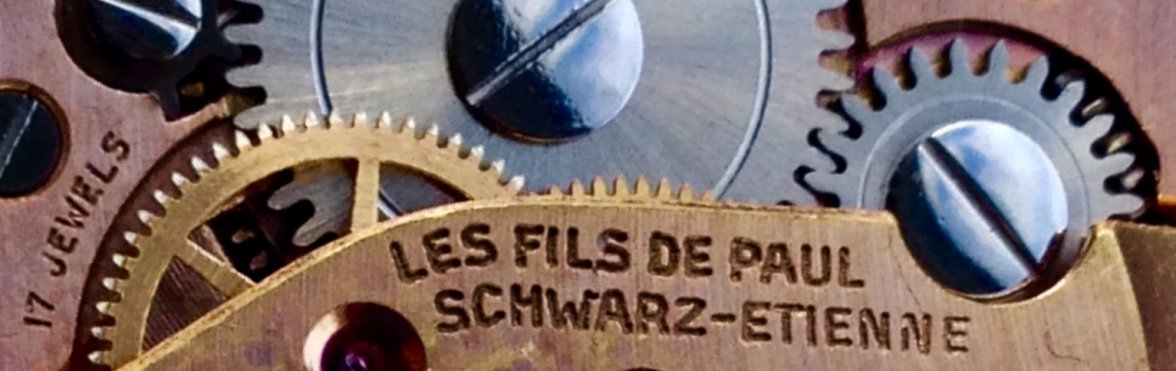 17 JEWELS
LES FILS DE PAUL
SCHWARZ-ETIENNE